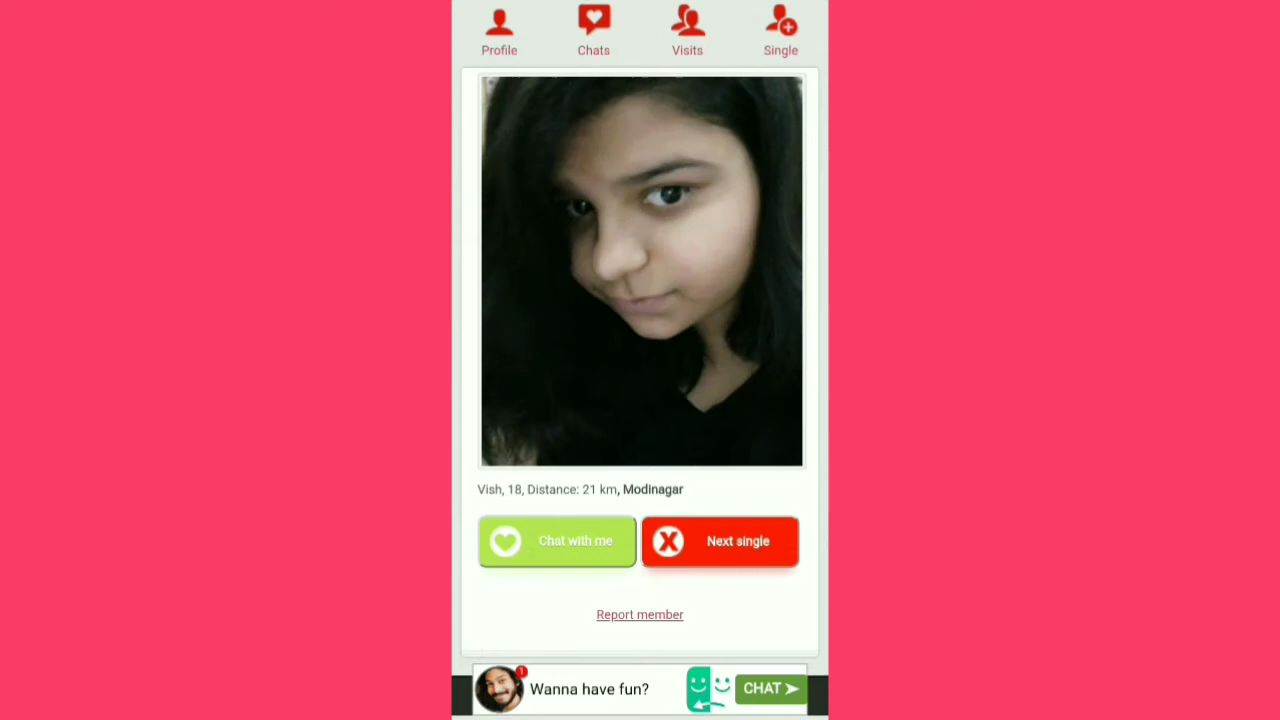 Profile Chats Visits Single
Vish, 18, Distance: 21 km, Modinagar
Chat with me Next single
Report member
1
Wanna have fun? CHAT